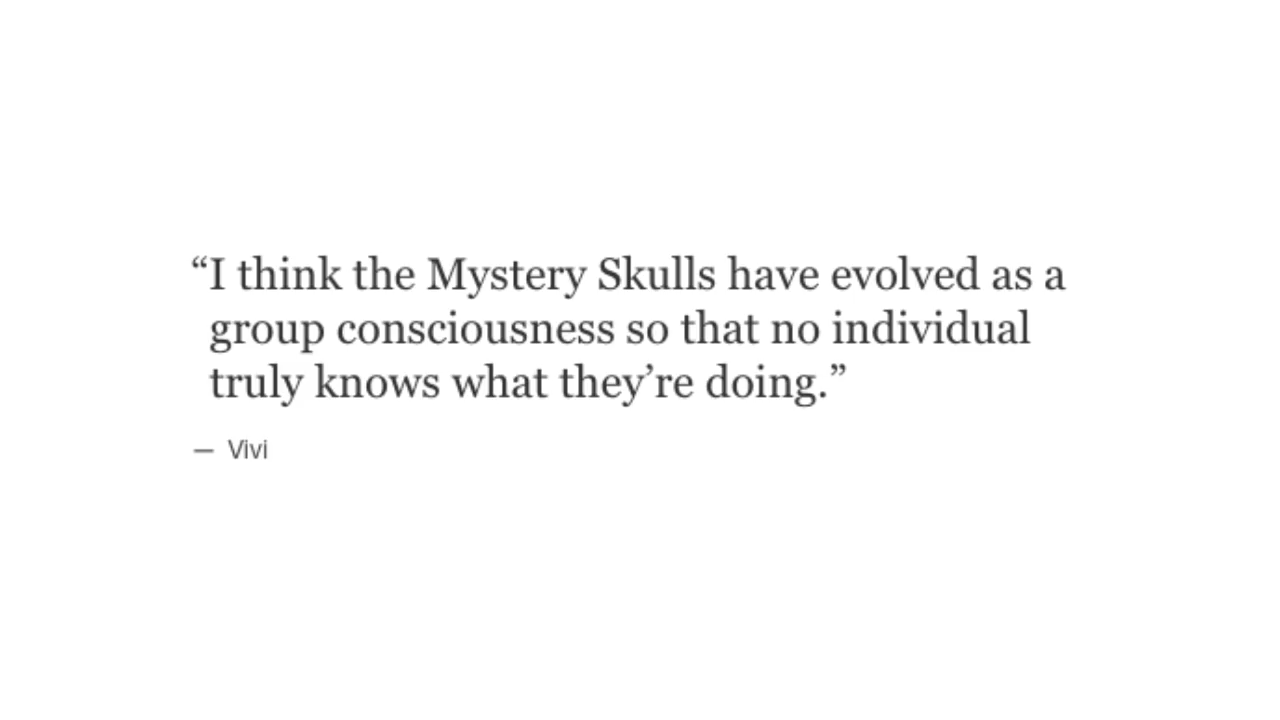 “I think the Mystery Skulls have evolved as a
group consciousness so that no individual
truly knows what they’re doing.”
— Vivi